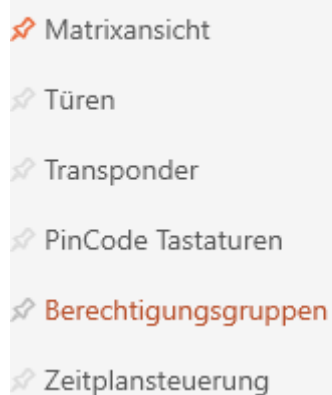 Matrixansicht
Türen
Transponder
PinCode Tastaturen
Berechtigungsgruppen
Zeitplansteuerung